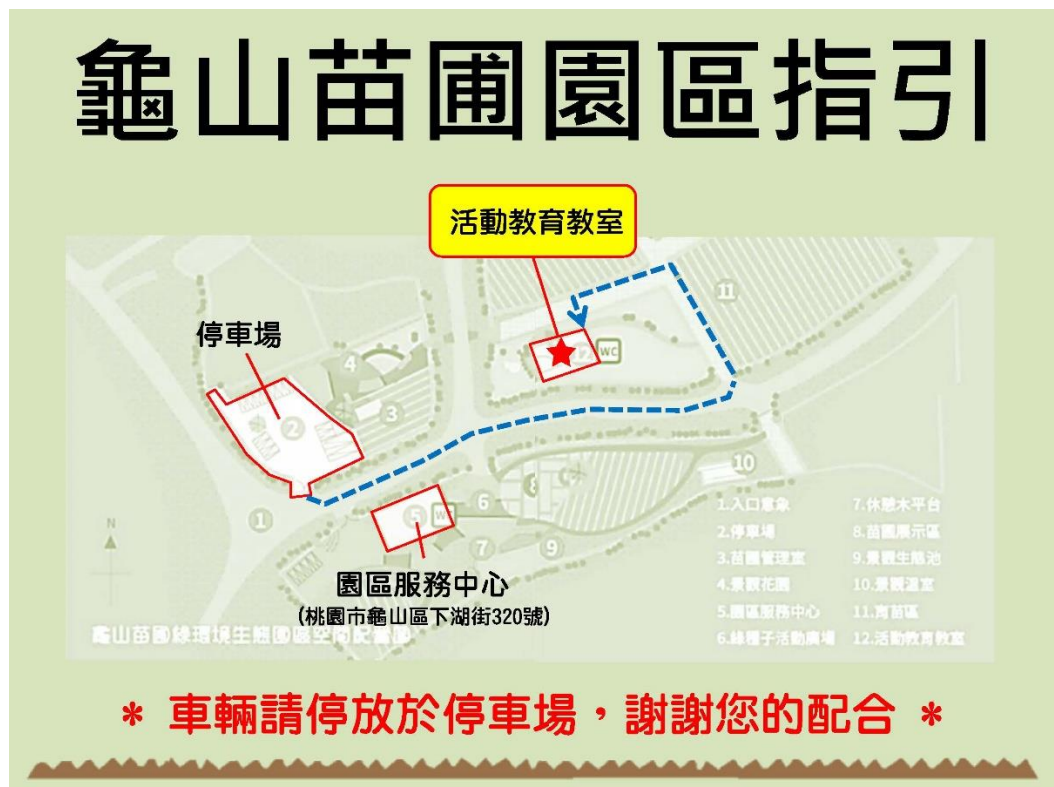 龜山苗圃園區指引
活動教育教室
停車場
11
4
3
2
12
WC
10
1
5
WC
6
8
7
9
N
園區服務中心
(桃園市龜山區下湖街320號)
龜山苗圃綠環境生態園區空間配置圖
1.入口意象
2.停車場
3.苗圃管理室
4.景觀花園
5.園區服務中心
6.綠種子活動廣場
7.休憩木平台
8.苗圃展示區
9.景觀生態池
10.景觀溫室
11.育苗區
12.活動教育教室
* 車輛請停放於停車場，謝謝您的配合 *